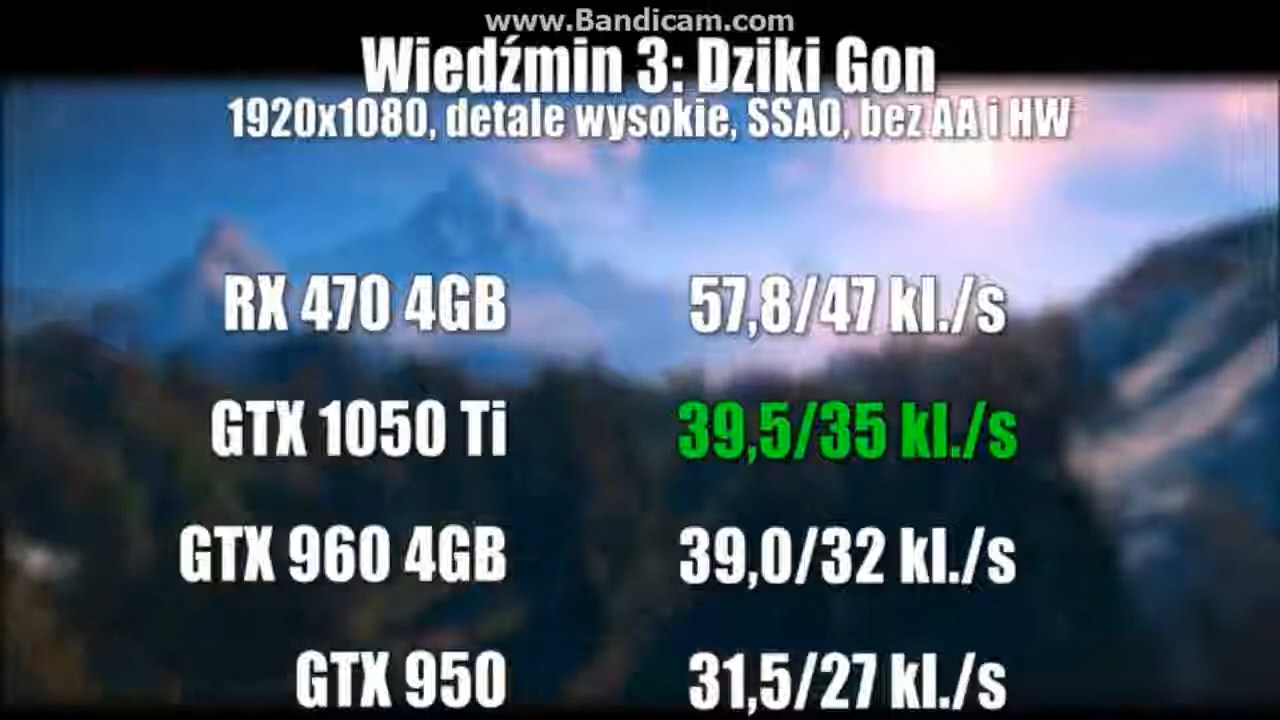 www.Bandicam.com
Wiedźmin 3: Dziki Gon
1920x1080, detale wysokie, SSAO, bez AA i HW
RX 470 4GB 57,8/47 kl./s
GTX 1050 Ti 39,5/35 kl./s
GTX 960 4GB 39,0/32 kl./s
GTX 950 31,5/27 kl./s